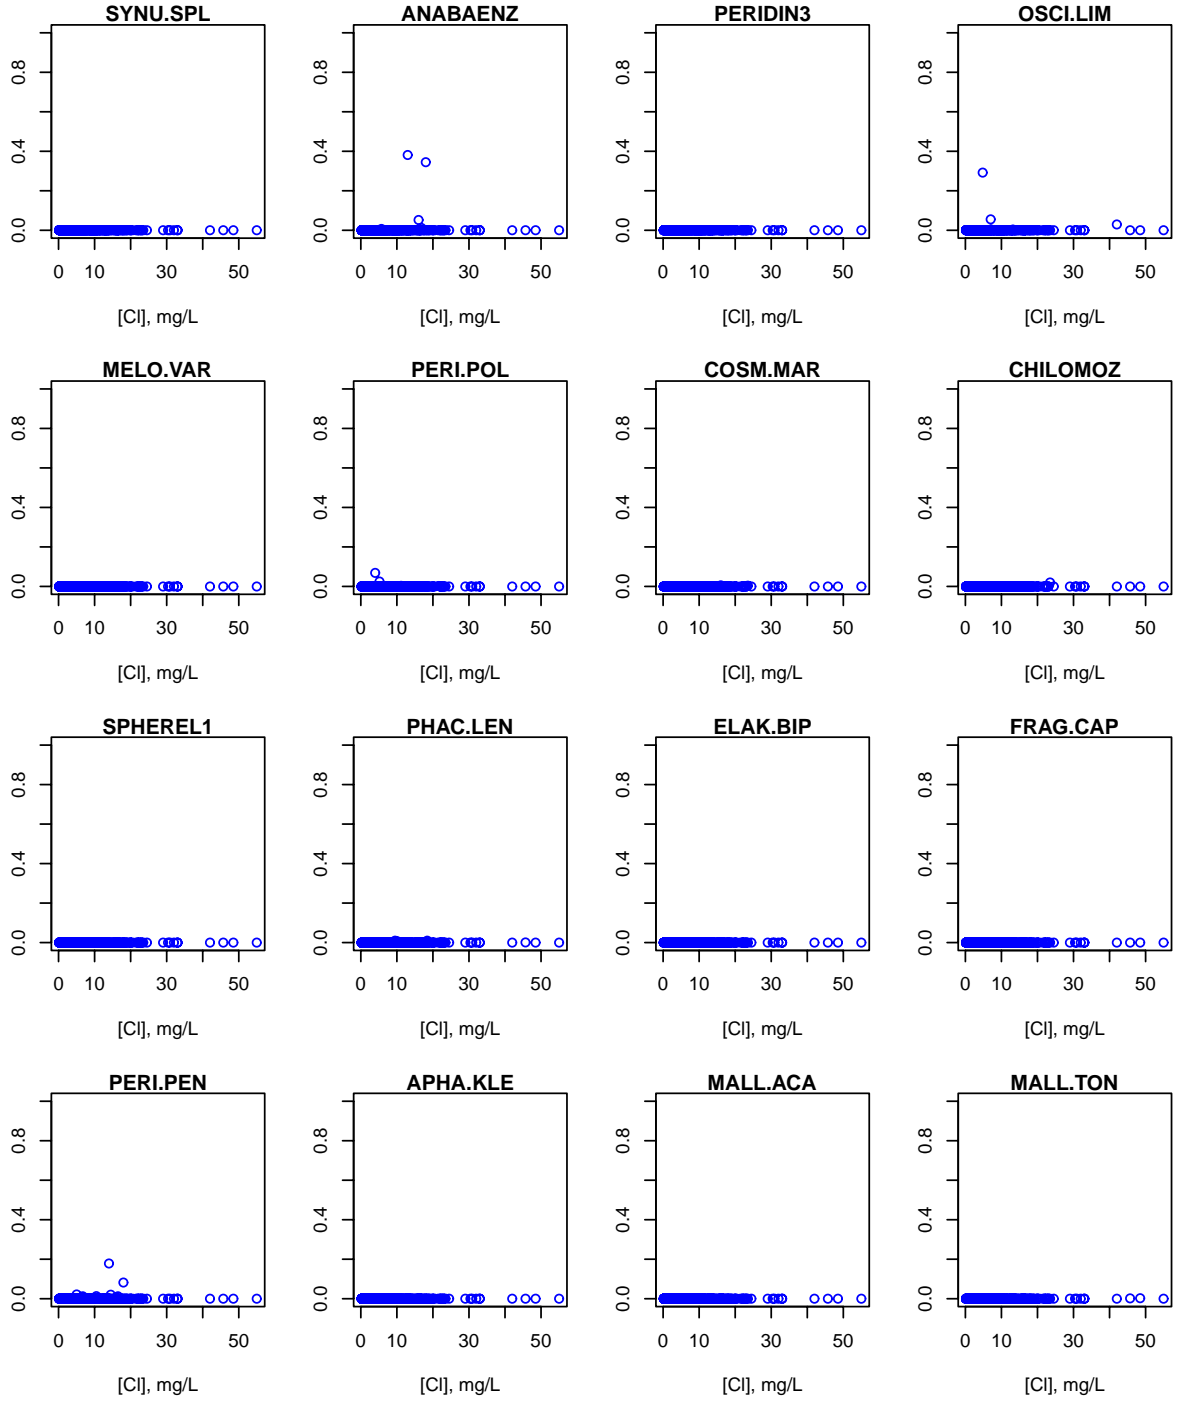 SYNU.SPL ANABAENZ PERIDIN3 OSCI.LIM
0.8 0.8 0.8 0.8
0.4 0.4 0.4 0.4
0.0 0.0 0.0 0.0
0 10 30 50 0 10 30 50 0 10 30 50 0 10 30 50
[Cl], mg/L [Cl], mg/L [Cl], mg/L [Cl], mg/L
MELO.VAR PERI.POL COSM.MAR CHILOMOZ
0.8 0.8 0.8 0.8
0.4 0.4 0.4 0.4
0.0 0.0 0.0 0.0
0 10 30 50 0 10 30 50 0 10 30 50 0 10 30 50
[Cl], mg/L [Cl], mg/L [Cl], mg/L [Cl], mg/L
SPHEREL1 PHAC.LEN ELAK.BIP FRAG.CAP
0.8 0.8 0.8 0.8
0.4 0.4 0.4 0.4
0.0 0.0 0.0 0.0
0 10 30 50 0 10 30 50 0 10 30 50 0 10 30 50
[Cl], mg/L [Cl], mg/L [Cl], mg/L [Cl], mg/L
PERI.PEN APHA.KLE MALL.ACA MALL.TON
0.8 0.8 0.8 0.8
0.4 0.4 0.4 0.4
0.0 0.0 0.0 0.0
0 10 30 50 0 10 30 50 0 10 30 50 0 10 30 50
[Cl], mg/L [Cl], mg/L [Cl], mg/L [Cl], mg/L